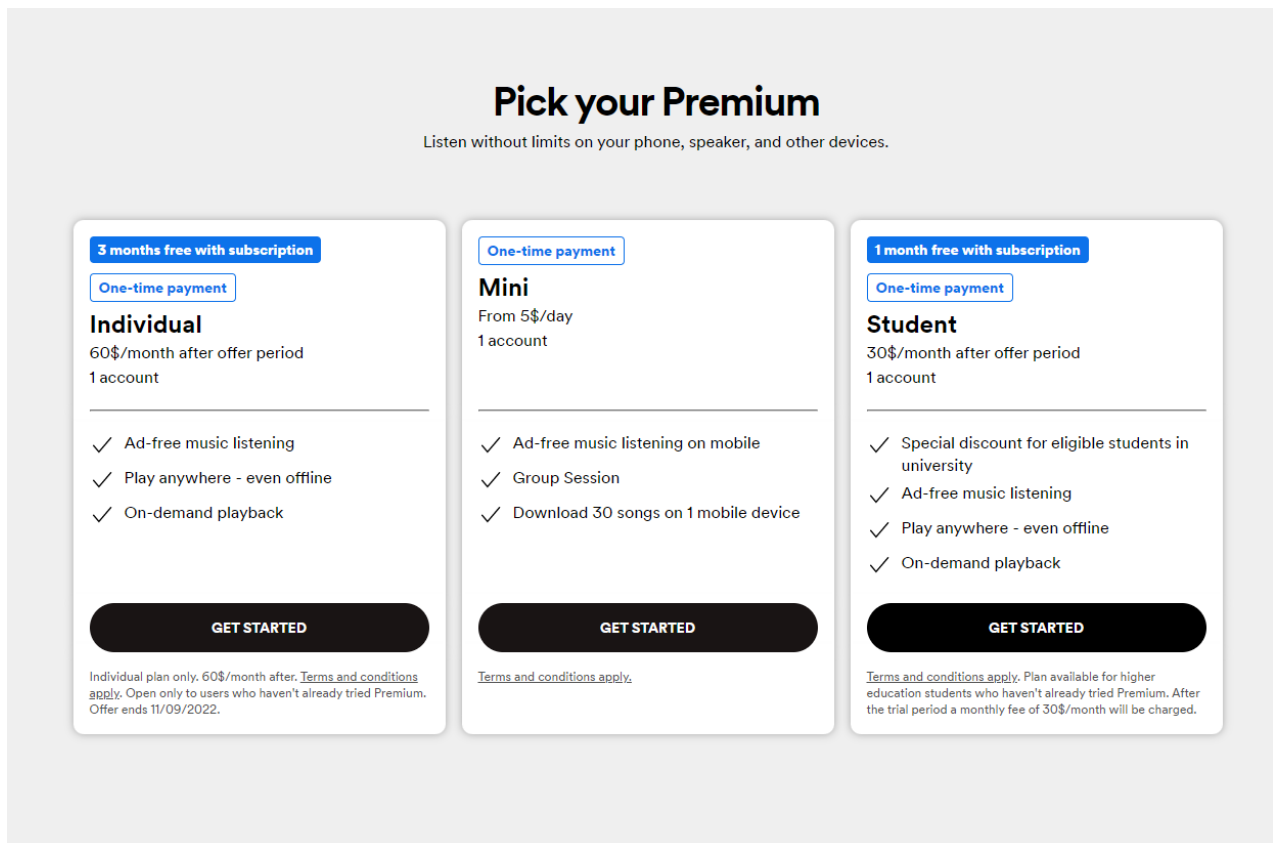 Pick your Premium
Listen without limits on your phone, speaker, and other devices.
3 months free with subscription
One-time payment
Individual
60$/month after offer period
1 account
Ad-free music listening
Play anywhere - even offline
On-demand playback
GET STARTED
Individual plan only. 60$/month after. Terms and conditions
apply. Open only to users who haven't already tried Premium.
Offer ends 11/09/2022.
One-time payment
Mini
From 5$/day
1 account
Ad-free music listening on mobile
Group Session
Download 30 songs on 1 mobile device
GET STARTED
Terms and conditions apply.
1 month free with subscription
One-time payment
Student
30$/month after offer period
1 account
Special discount for eligible students in
university
Ad-free music listening
Play anywhere - even offline
On-demand playback
GET STARTED
Terms and conditions apply. Plan available for higher
education students who haven't already tried Premium. After
the trial period a monthly fee of 30$/month will be charged.